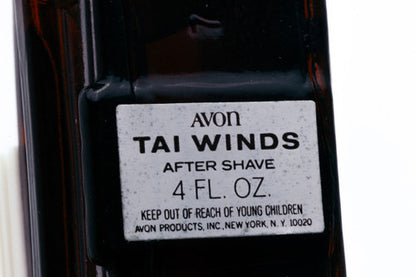 AVON
TAI WINDS
AFTER SHAVE
4 FL. OZ.
KEEP OUT OF REACH OF YOUNG CHILDREN
AVON PRODUCTS, INC., NEW YORK, N. Y. 10020